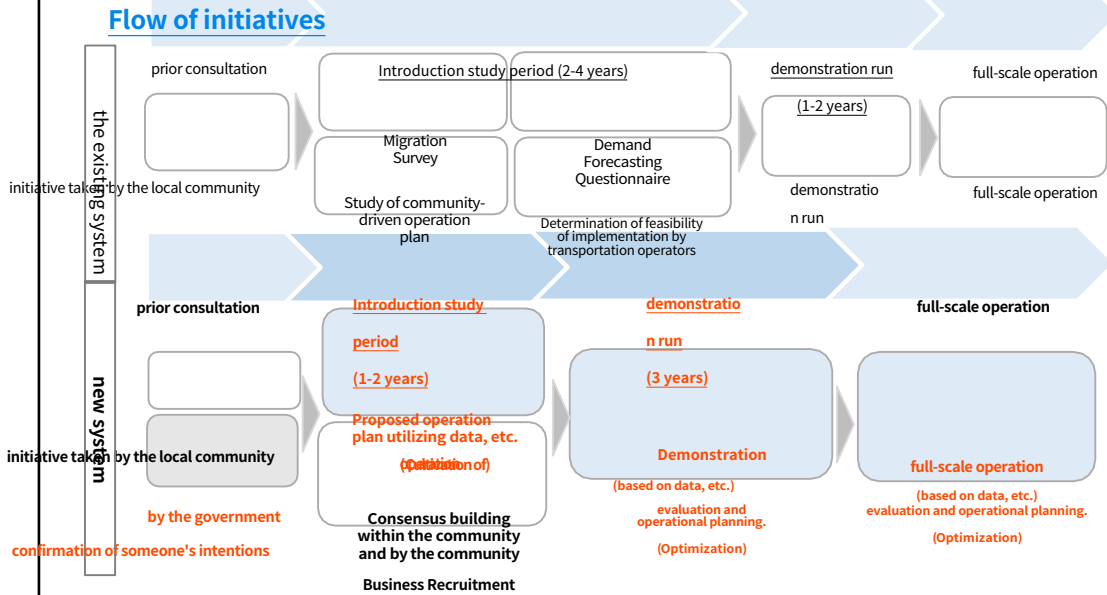 Flow of initiatives
the existing system
prior consultation
initiative taken by the local community
Introduction study period (2-4 years)
Migration
Survey
Demand
Forecasting
Questionnaire
Study of community-
driven operation
plan
Determination of feasibility
of implementation by
transportation operators
demonstration run
(1-2 years)
demonstratio
n run
full-scale operation
full-scale operation
new system
prior consultation
initiative taken by the local community
by the government
confirmation of someone's intentions
Introduction study
period
(1-2 years)
Proposed operation
plan utilizing data, etc.
Consensus building
within the community
and by the community
Business Recruitment
demonstratio
n run
(3 years)
Demonstration
(based on data, etc.)
evaluation and
operational planning.
(Optimization)
full-scale operation
full-scale operation
(based on data, etc.)
evaluation and operational planning.
(Optimization)